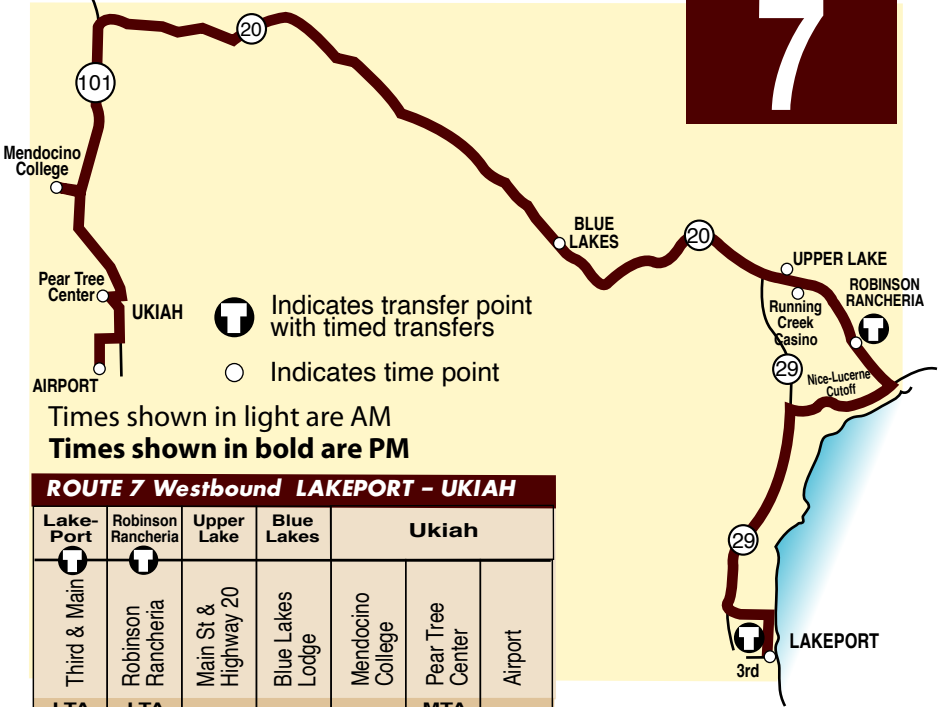 7
20
101
Mendocino
College
BLUE
LAKES
20
UPPER LAKE
ROBINSON
RANCHERIA
T
Running
Creek
Casino
Pear Tree
Center
UKIAH
T Indicates transfer point
with timed transfers
Indicates time point
AIRPORT
29
Nice-Lucerne
Cutoff
Times shown in light are AM
Times shown in bold are PM
29
T
LAKEPORT
3rd
ROUTE 7 Westbound LAKEPORT – UKIAH
Lake-
Port
Robinson
Rancheria
Upper
Lake
Blue
Lakes
Ukiah
T
T
Third & Main
Robinson
Rancheria
Main St &
Highway 20
Blue Lakes
Lodge
Mendocino
College
Pear Tree
Center
Airport
LTA
LTA
MTA